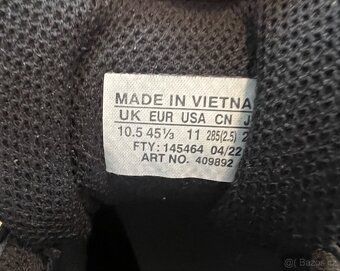 MADE IN VIETNA
UK EUR USA CN J
10.5 45⅓ 11 285(2.5) 2
FTY: 145464 04/22
ART NO. 409892